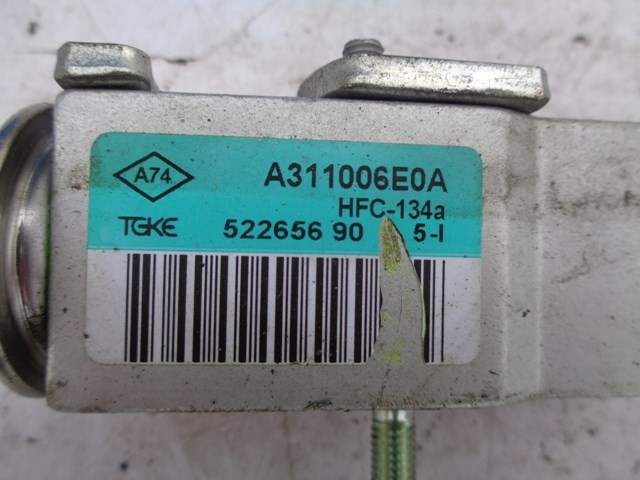 A74
A311006E0A
HFC-134a
TGKE
522656 90 5-I